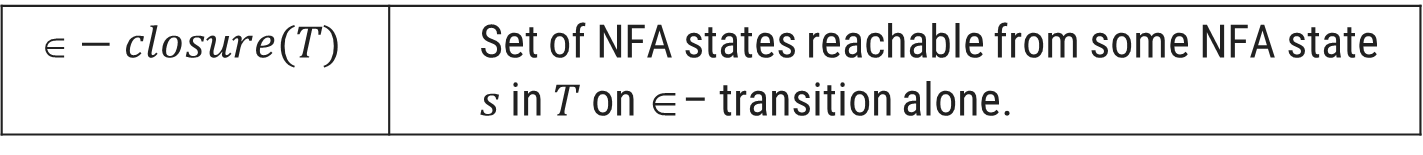 ∈ − closure(T)
Set of NFA states reachable from some NFA state
s in T on ∈− transition alone.